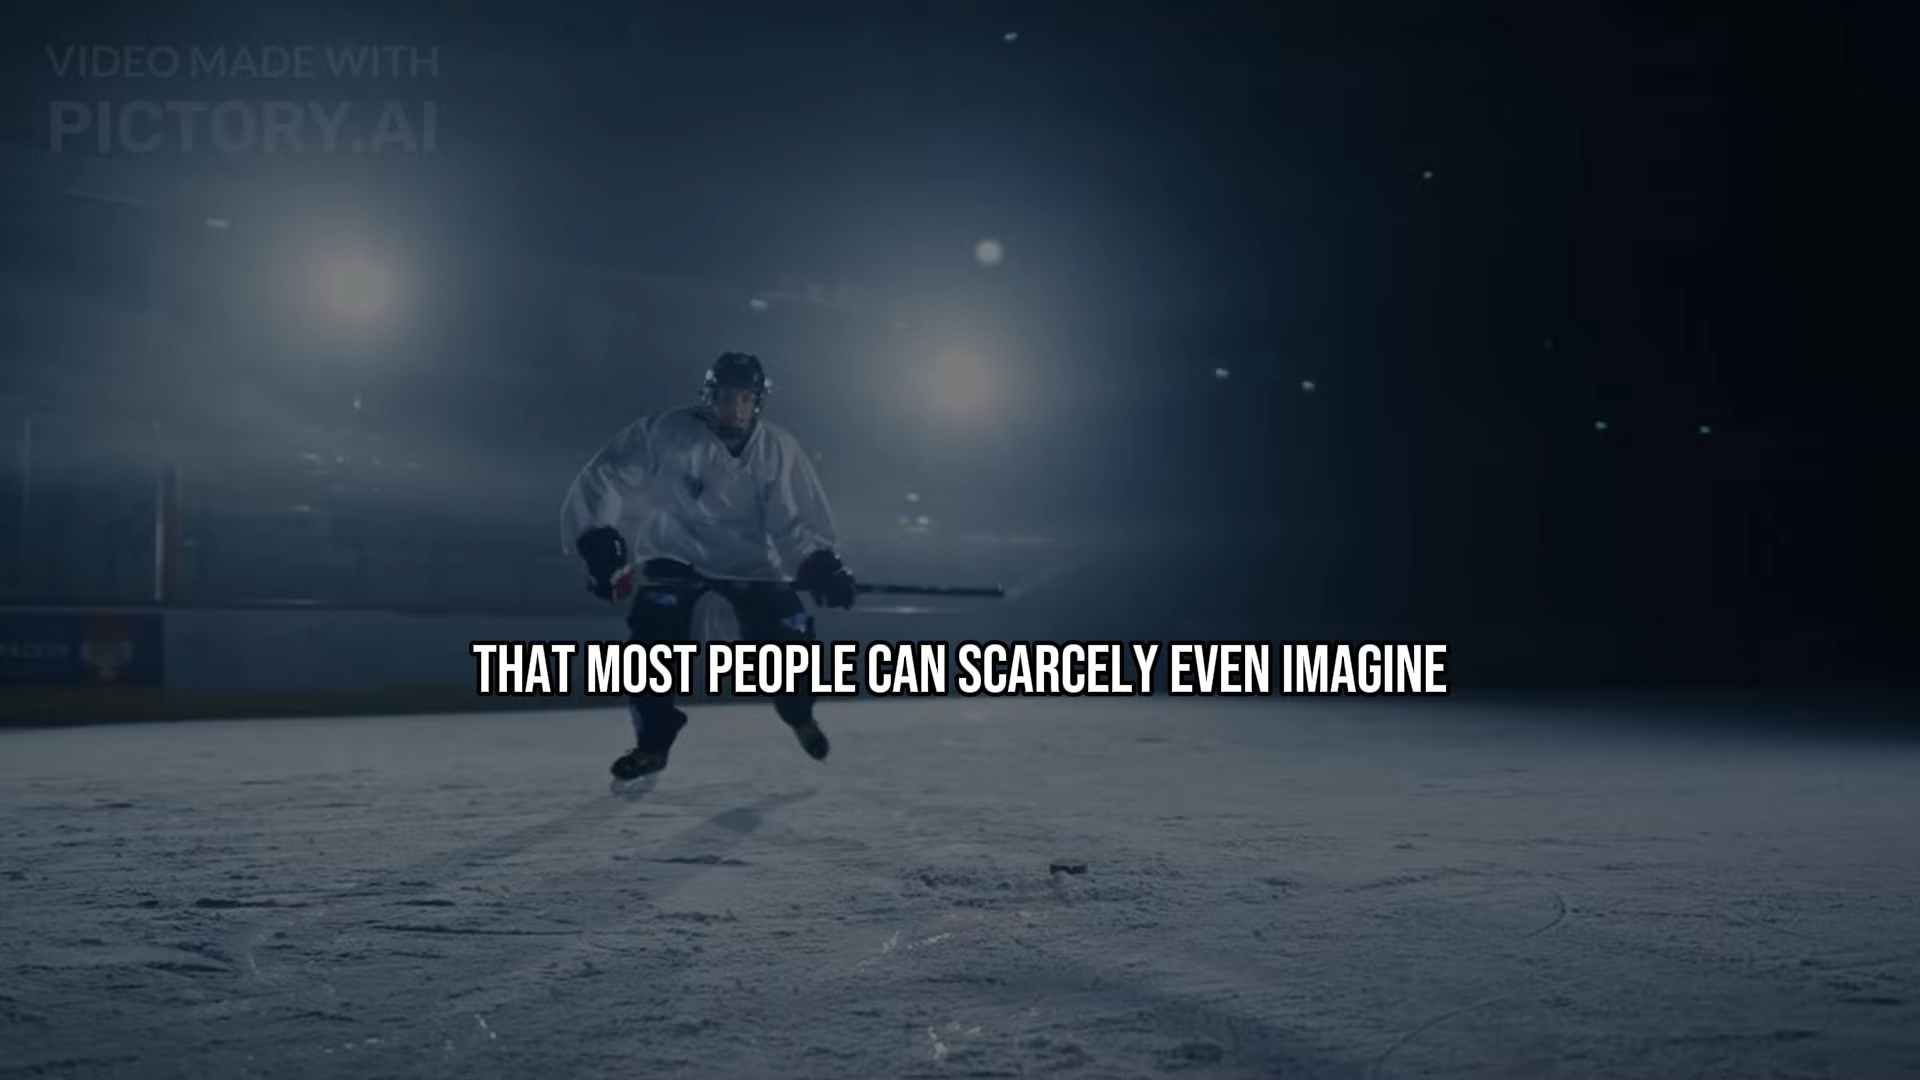 VIDEO MADE WITH
PICTORY.AI
THAT MOST PEOPLE CAN SCARCELY EVEN IMAGINE